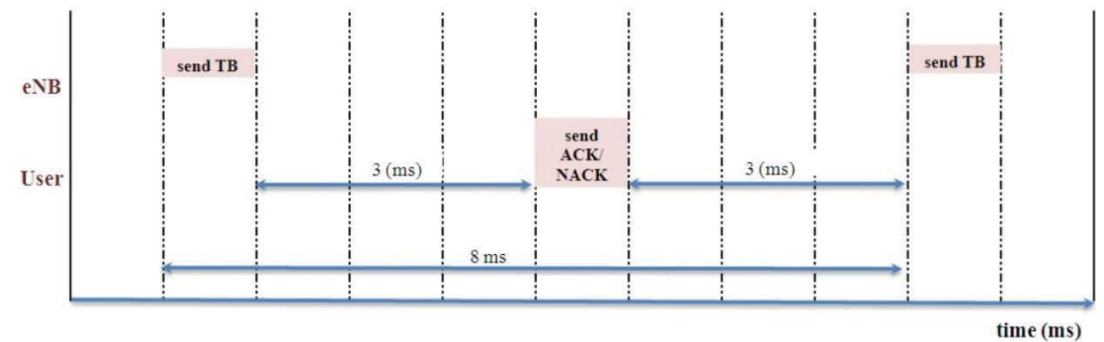 send TB
send TB
eNB
send
ACK/
NACK
User
3 (ms)
3 (ms)
8 ms
time (ms)